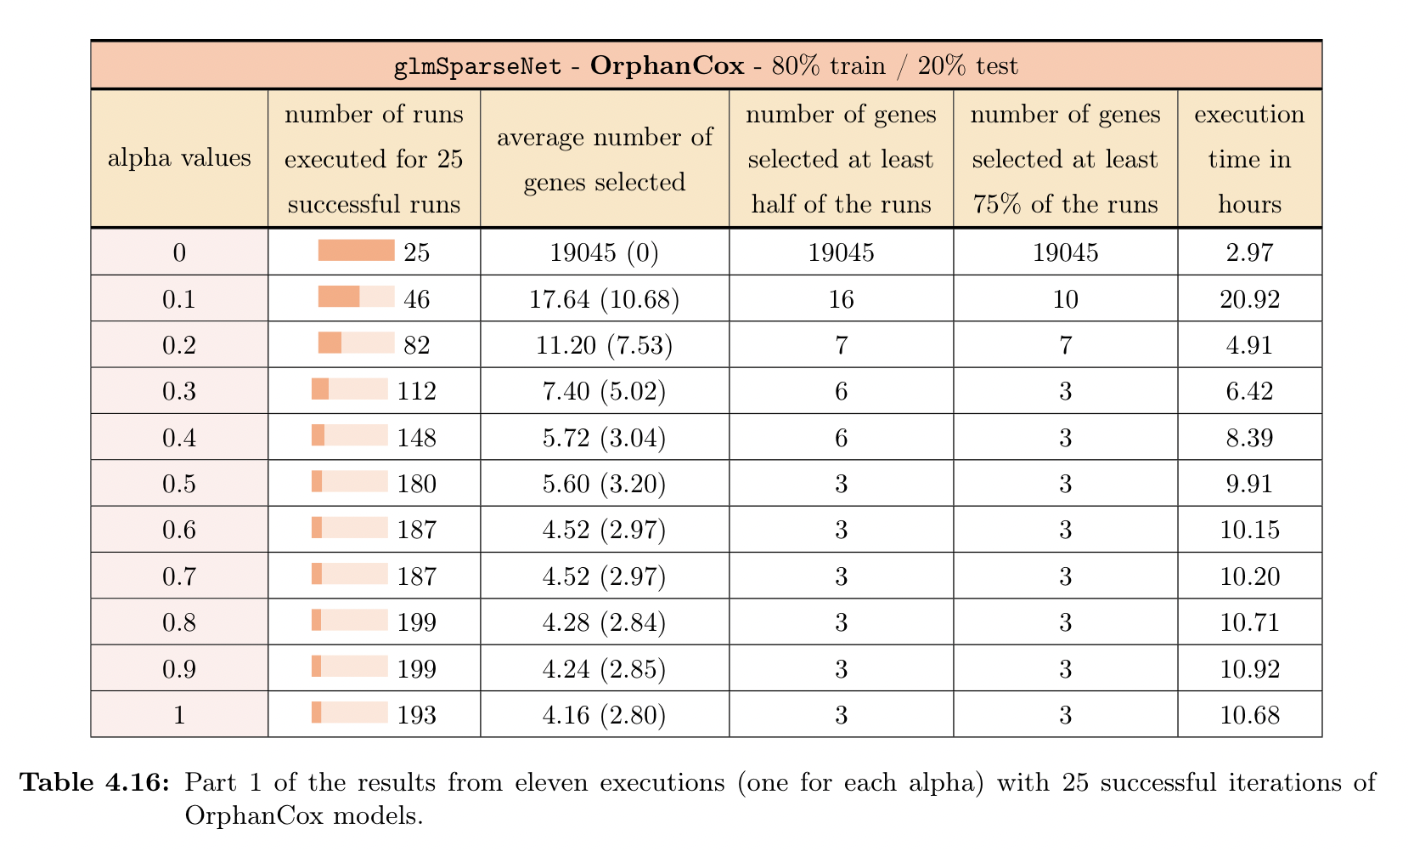 glmSparseNet - OrphanCox - 80% train / 20% test
alpha values
number of runs
executed for 25
successful runs
average number of
genes selected
number of genes
selected at least
half of the runs
number of genes
selected at least
75% of the runs
execution
time in
hours
0 25 19045 (0) 19045 19045 2.97
0.1 46 17.64 (10.68) 16 10 20.92
0.2 82 11.20 (7.53) 7 7 4.91
0.3 112 7.40 (5.02) 6 3 6.42
0.4 148 5.72 (3.04) 6 3 8.39
0.5 180 5.60 (3.20) 3 3 9.91
0.6 187 4.52 (2.97) 3 3 10.15
0.7 187 4.52 (2.97) 3 3 10.20
0.8 199 4.28 (2.84) 3 3 10.71
0.9 199 4.24 (2.85) 3 3 10.92
1 193 4.16 (2.80) 3 3 10.68
Table 4.16: Part 1 of the results from eleven executions (one for each alpha) with 25 successful iterations of
OrphanCox models.